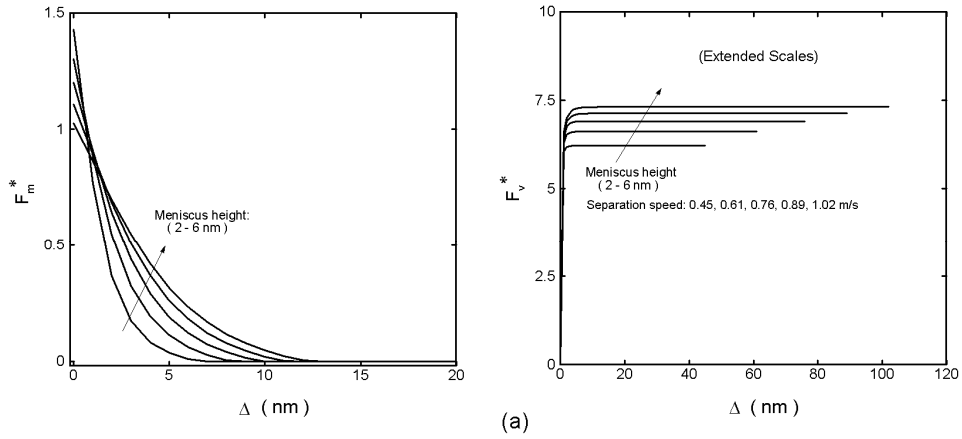 1.5
1
0.5
0
F_m^*
Meniscus height:
( 2 - 6 nm )
0
5
10
15
20
Δ ( nm )
10
7.5
5
2.5
0
F_v^*
(Extended Scales)
Meniscus height
( 2 - 6 nm )
Separation speed: 0.45, 0.61, 0.76, 0.89, 1.02 m/s
0
20
40
60
80
100
120
Δ ( nm )
(a)